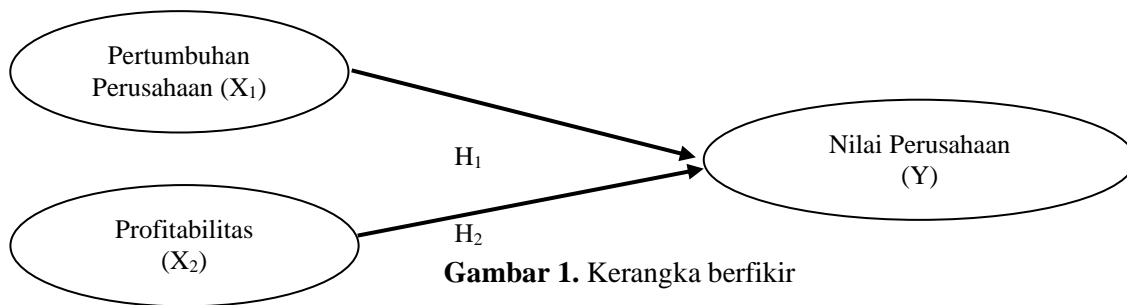 Pertumbuhan
Perusahaan (X₁)
H₁
Nilai Perusahaan
(Y)
Profitabilitas
(X₂)
H₂
Gambar 1. Kerangka berfikir